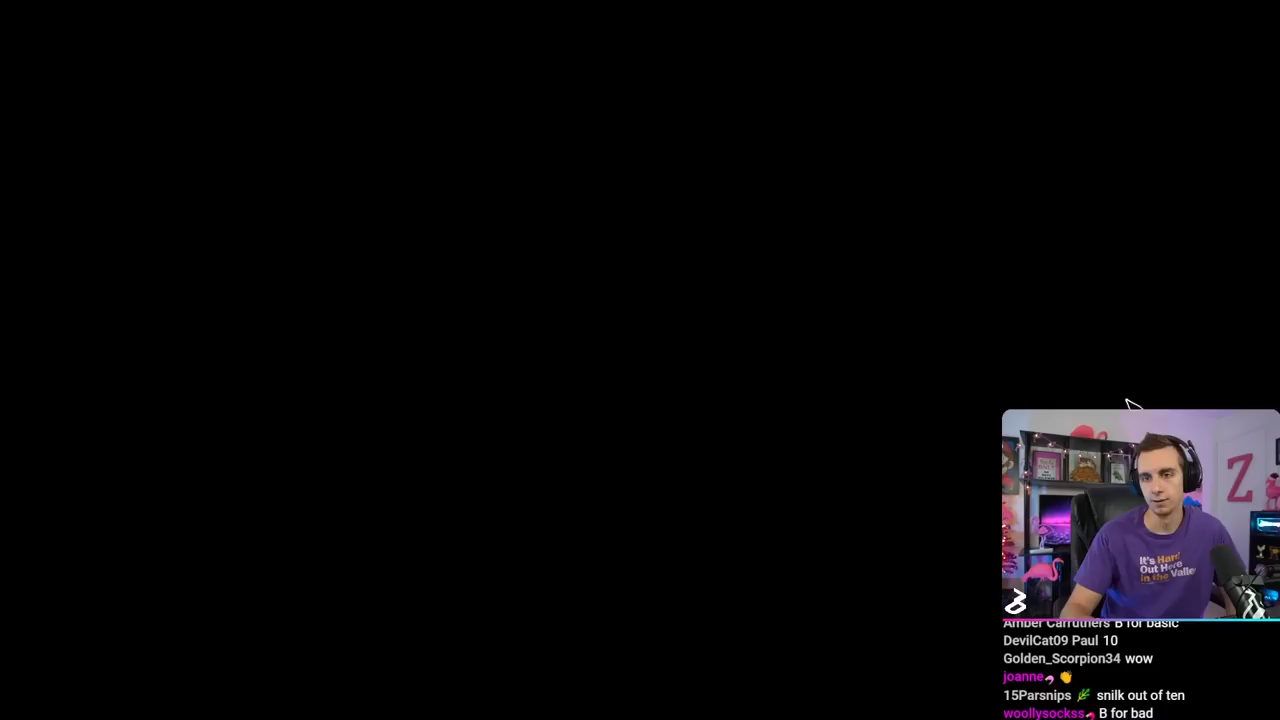 Z
It's Hard
Out Here
in the Valley
Amber Carruthers B for basic
DevilCat09 Paul 10
Golden_Scorpion34 wow
joanne🦐 👏
15Parsnips 🌿 snilk out of ten
woollysockss🦐 B for bad